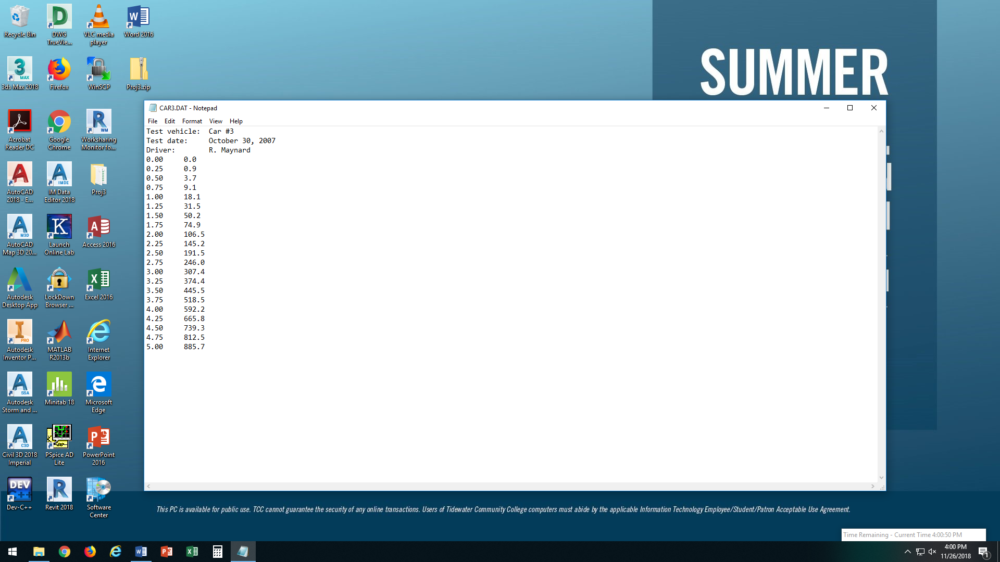 Recycle Bin
DWG
TrueVie...
VLC media
player
Word 2016
3ds Max 2018
Firefox
WinSCP
Proj3.zip
Acrobat
Reader DC
Google
Chrome
Worksharing
Monitor fo...
AutoCAD
2018 - E...
IM Data
Editor 2018
Proj3
AutoCAD
Map 3D 20...
Launch
Online Lab
Access 2016
Autodesk
Desktop App
LockDown
Browser ...
Excel 2016
Autodesk
Inventor P...
MATLAB
R2013b
Internet
Explorer
Autodesk
Storm and ...
Minitab 18
Microsoft
Edge
Civil 3D 2018
Imperial
PSpice AD
Lite
PowerPoint
2016
Dev-C++
Revit 2018
Software
Center
SUMMER
CAR3.DAT - Notepad
File Edit Format View Help
Test vehicle: Car #3
Test date: October 30, 2007
Driver: R. Maynard
0.00 0.0
0.25 0.9
0.50 3.7
0.75 9.1
1.00 18.1
1.25 31.5
1.50 50.2
1.75 74.9
2.00 106.5
2.25 145.2
2.50 191.5
2.75 246.0
3.00 307.4
3.25 374.4
3.50 445.5
3.75 518.5
4.00 592.2
4.25 665.8
4.50 739.3
4.75 812.5
5.00 885.7
This PC is available for public use. TCC cannot guarantee the security of any online transactions. Users of Tidewater Community College computers must abide by the applicable Information Technology Employee/Student/Patron Acceptable Use Agreement.
Time Remaining - Current Time 4:00:50 PM
4:00 PM
11/26/2018
1